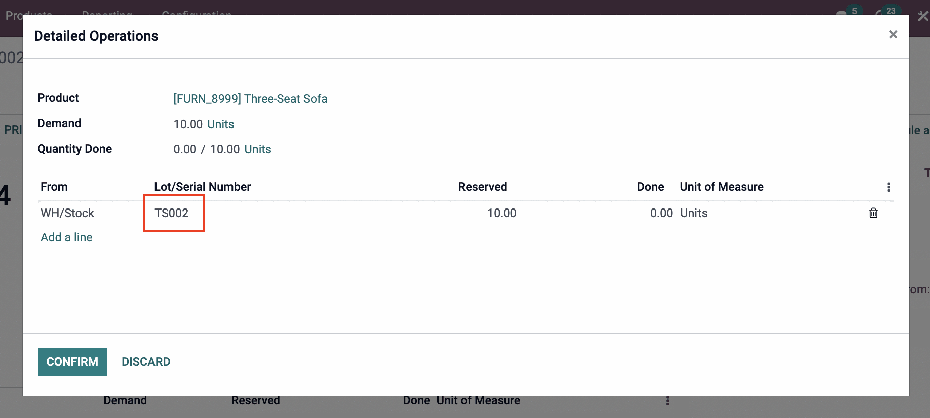 Products Reporting Configuration 5 23
Detailed Operations ×
002
Product [FURN_8999] Three-Seat Sofa
Demand 10.00 Units
PRI
Quantity Done 0.00 / 10.00 Units
From Lot/Serial Number Reserved Done Unit of Measure
4
WH/Stock TS002 10.00 0.00 Units
Add a line
rom:
CONFIRM DISCARD
Demand Reserved Done Unit of Measure